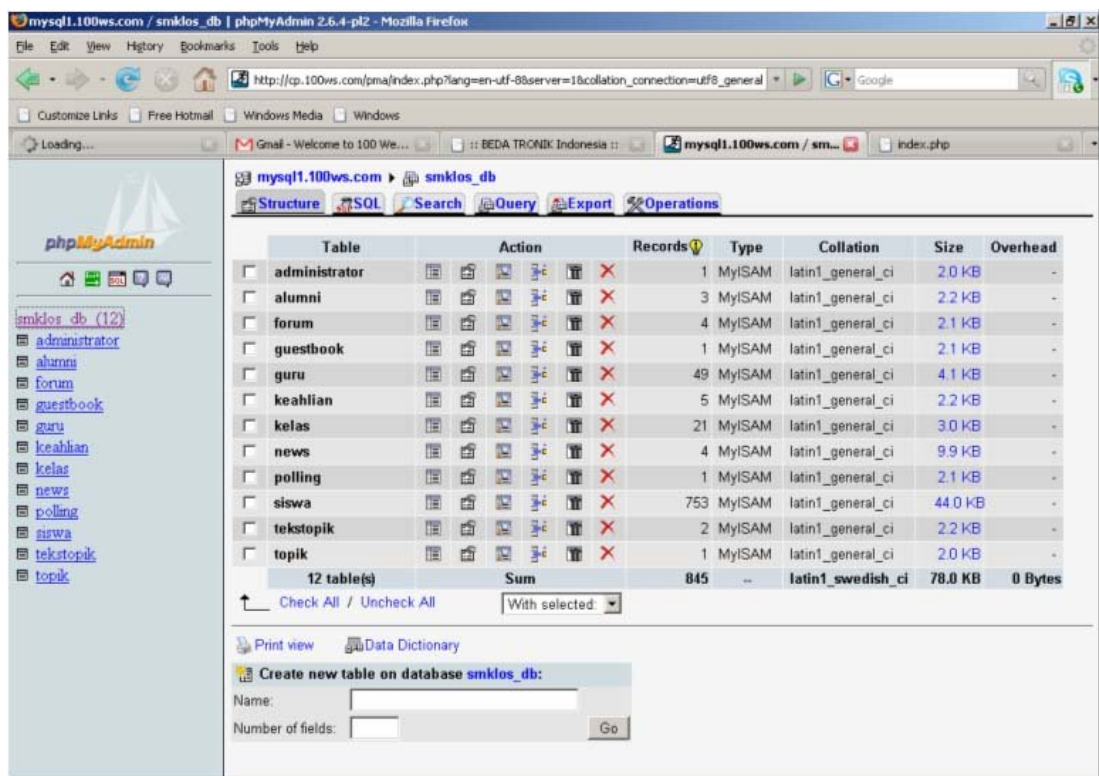 mysql1.100ws.com / smklos_db | phpMyAdmin 2.6.4-pl2 - Mozilla Firefox
File Edit View History Bookmarks Tools Help
http://cp.100ws.com/pma/index.php?lang=en-utf-8&server=1&collation_connection=utf8_general Google
Customize Links Free Hotmail Windows Media Windows
Loading... Gmail - Welcome to 100 We... :: BEDA TRONIK Indonesia :: mysql1.100ws.com / sm... index.php
phpMyAdmin
SQL
smklos_db (12)
administrator
alumni
forum
guestbook
guru
keahlian
kelas
news
polling
siswa
tekstopik
topik
mysql1.100ws.com smklos_db
Structure SQL Search Query Export Operations
Table Action Records Type Collation Size Overhead
administrator 1 MyISAM latin1_general_ci 2.0 KB -
alumni 3 MyISAM latin1_general_ci 2.2 KB -
forum 4 MyISAM latin1_general_ci 2.1 KB -
guestbook 1 MyISAM latin1_general_ci 2.1 KB -
guru 49 MyISAM latin1_general_ci 4.1 KB -
keahlian 5 MyISAM latin1_general_ci 2.2 KB -
kelas 21 MyISAM latin1_general_ci 3.0 KB -
news 4 MyISAM latin1_general_ci 9.9 KB -
polling 1 MyISAM latin1_general_ci 2.1 KB -
siswa 753 MyISAM latin1_general_ci 44.0 KB -
tekstopik 2 MyISAM latin1_general_ci 2.2 KB -
topik 1 MyISAM latin1_general_ci 2.0 KB -
12 table(s) Sum 845 -- latin1_swedish_ci 78.0 KB 0 Bytes
Check All / Uncheck All With selected:
Print view Data Dictionary
Create new table on database smklos_db:
Name:
Number of fields: Go